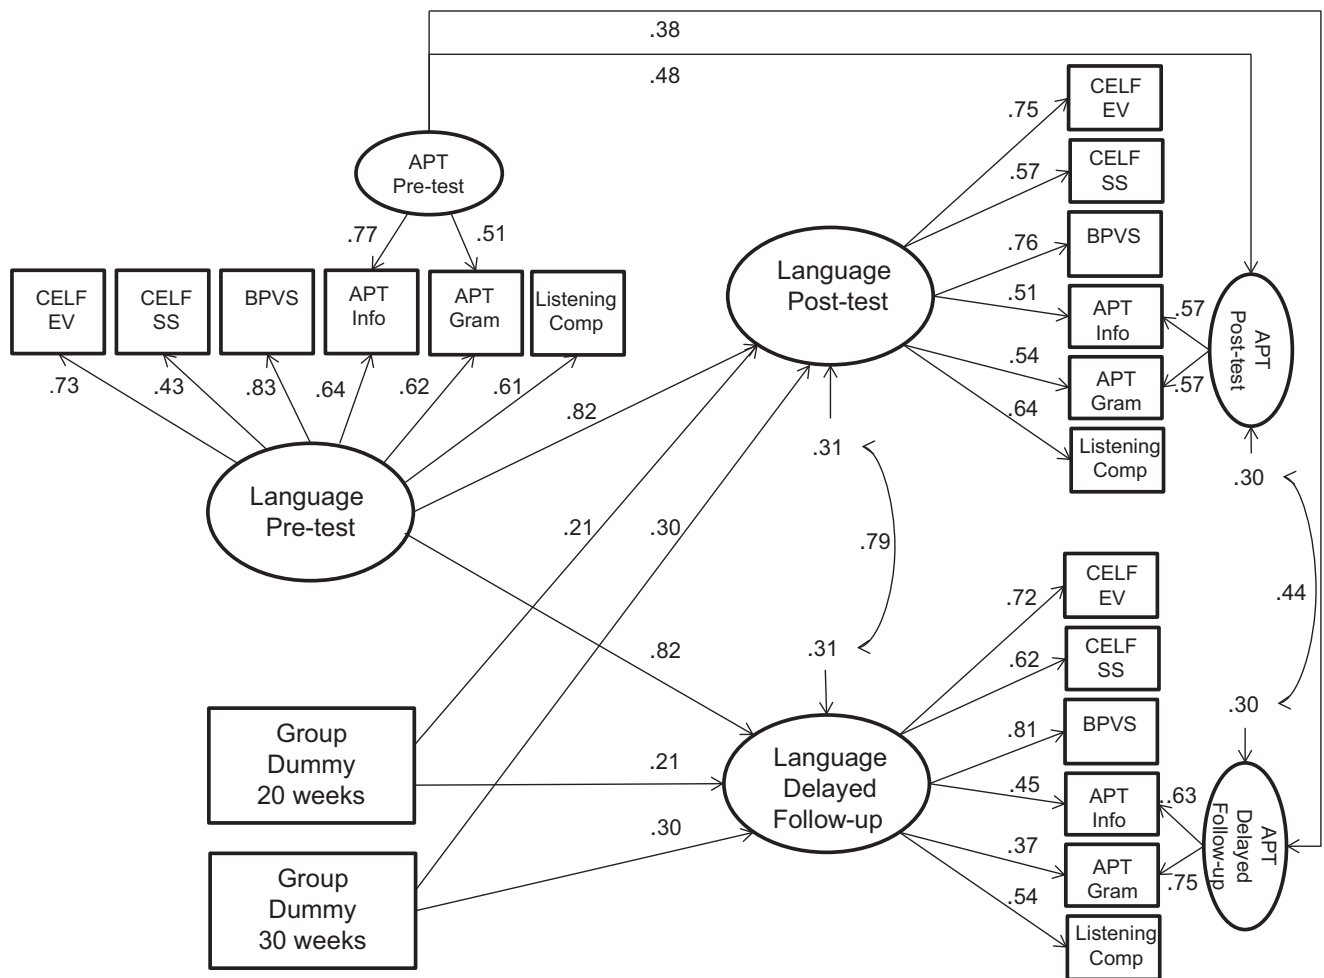 .38
.48
APT
Pre-test
.77
.51
CELF
EV
CELF
SS
BPVS
APT
Info
APT
Gram
Listening
Comp
.73
.43
.83
.64
.62
.61
Language
Pre-test
.82
.21
.30
.82
Group
Dummy
20 weeks
.21
Group
Dummy
30 weeks
.30
Language
Post-test
.75
.57
.76
.51
.54
.64
CELF
EV
CELF
SS
BPVS
APT
Info
APT
Gram
Listening
Comp
.57
.57
APT
Post-test
.30
.31
.79
.31
.44
.30
Language
Delayed
Follow-up
.72
.62
.81
.45
.37
.54
CELF
EV
CELF
SS
BPVS
APT
Info
APT
Gram
Listening
Comp
..63
.75
APT
Delayed
Follow-up